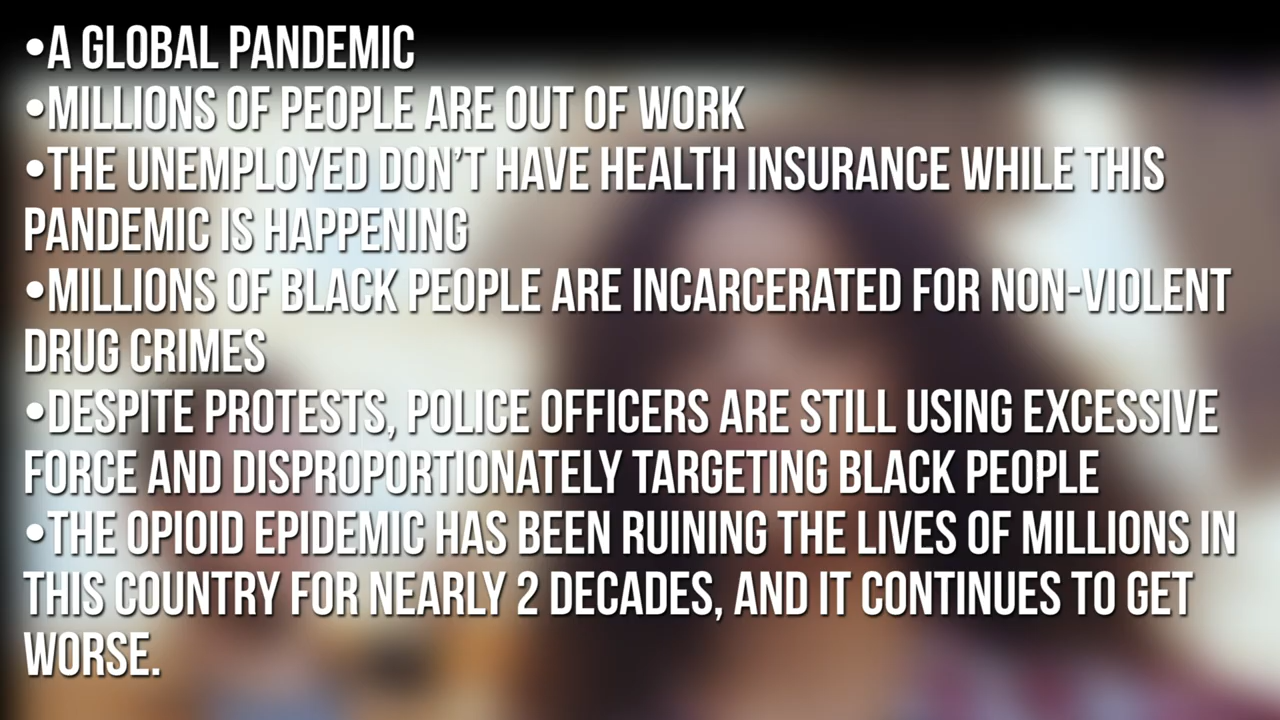 •A GLOBAL PANDEMIC
•MILLIONS OF PEOPLE ARE OUT OF WORK
•THE UNEMPLOYED DON’T HAVE HEALTH INSURANCE WHILE THIS
PANDEMIC IS HAPPENING
•MILLIONS OF BLACK PEOPLE ARE INCARCERATED FOR NON-VIOLENT
DRUG CRIMES
•DESPITE PROTESTS, POLICE OFFICERS ARE STILL USING EXCESSIVE
FORCE AND DISPROPORTIONATELY TARGETING BLACK PEOPLE
•THE OPIOID EPIDEMIC HAS BEEN RUINING THE LIVES OF MILLIONS IN
THIS COUNTRY FOR NEARLY 2 DECADES, AND IT CONTINUES TO GET
WORSE.